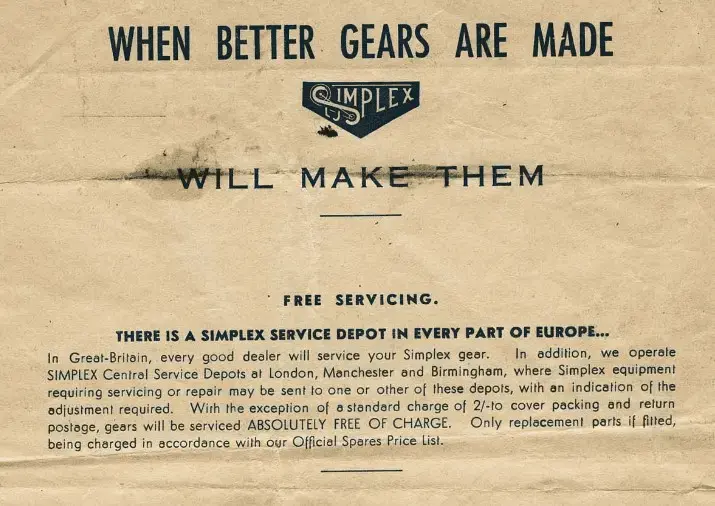 WHEN BETTER GEARS ARE MADE
SIMPLEX
LJ
WILL MAKE THEM
FREE SERVICING.
THERE IS A SIMPLEX SERVICE DEPOT IN EVERY PART OF EUROPE...
In Great-Britain, every good dealer will service your Simplex gear. In addition, we operate
SIMPLEX Central Service Depots at London, Manchester and Birmingham, where Simplex equipment
requiring servicing or repair may be sent to one or other of these depots, with an indication of the
adjustment required. With the exception of a standard charge of 2/-to cover packing and return
postage, gears will be serviced ABSOLUTELY FREE OF CHARGE. Only replacement parts if fitted,
being charged in accordance with our Official Spares Price List.